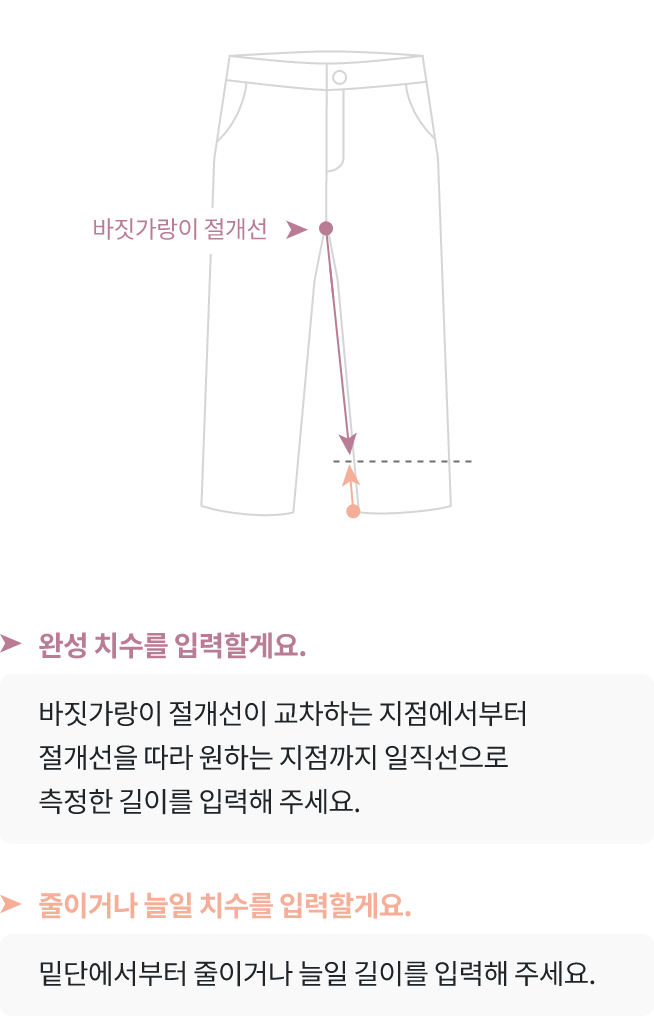 바짓가랑이 절개선
완성 치수를 입력할게요.
바짓가랑이 절개선이 교차하는 지점에서부터
절개선을 따라 원하는 지점까지 일직선으로
측정한 길이를 입력해 주세요.
줄이거나 늘일 치수를 입력할게요.
밑단에서부터 줄이거나 늘일 길이를 입력해 주세요.